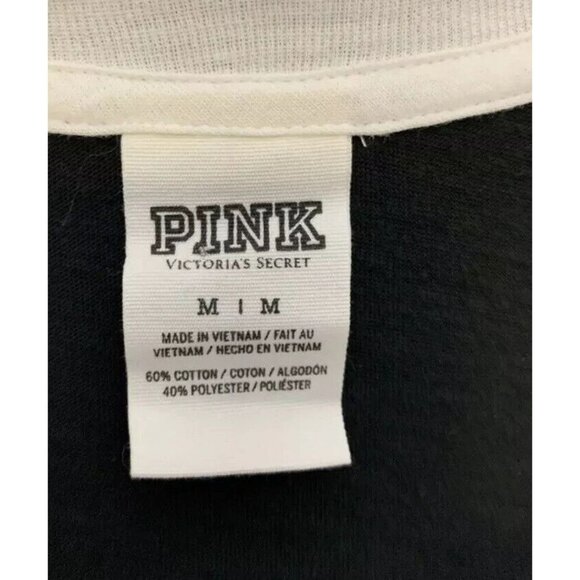 PINK
VICTORIA'S SECRET
M | M
MADE IN VIETNAM / FAIT AU
VIETNAM / HECHO EN VIETNAM
60% COTTON / COTON / ALGODÓN
40% POLYESTER / POLIÉSTER